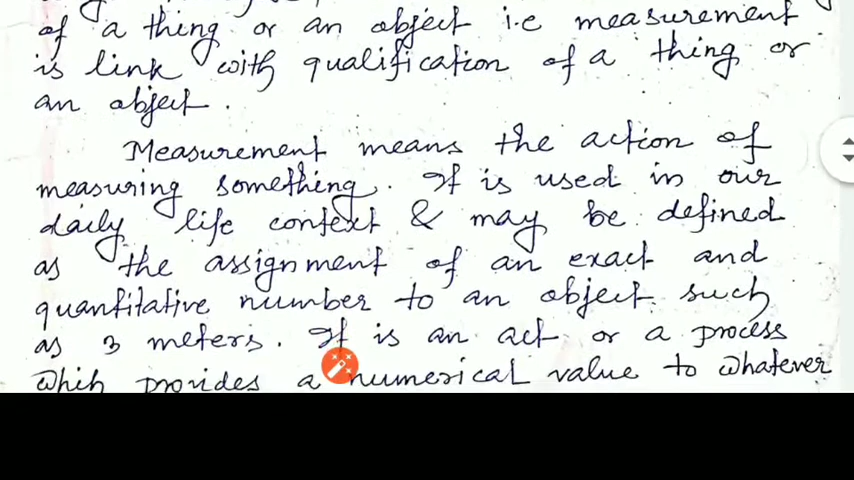 of a thing or an object i.e measurement
is link with qualification of a thing or
an object.
Measurement means the action of
measuring something. It is used in our
daily life context & may be defined
as the assignment of an exact and
quantitative number to an object such
as 3 meters. It is an act or a process
which provides a numerical value to whatever